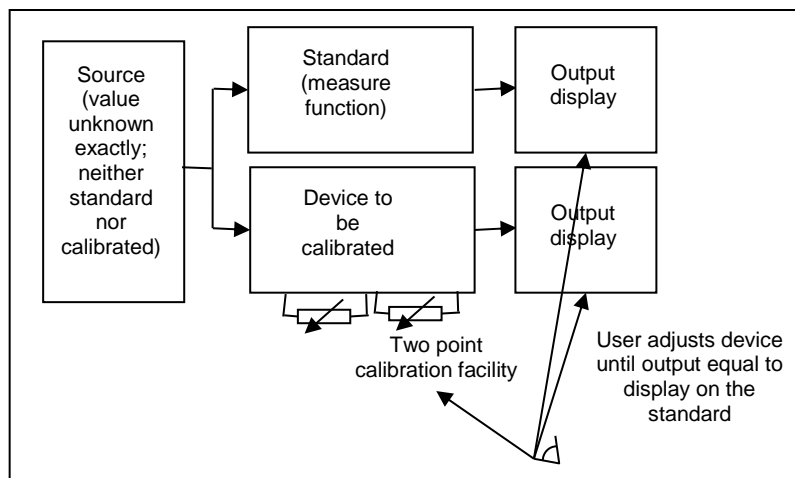 Source
(value
unknown
exactly;
neither
standard
nor
calibrated)
Standard
(measure
function)
Output
display
Device to
be
calibrated
Output
display
Two point
calibration facility
User adjusts device
until output equal to
display on the
standard